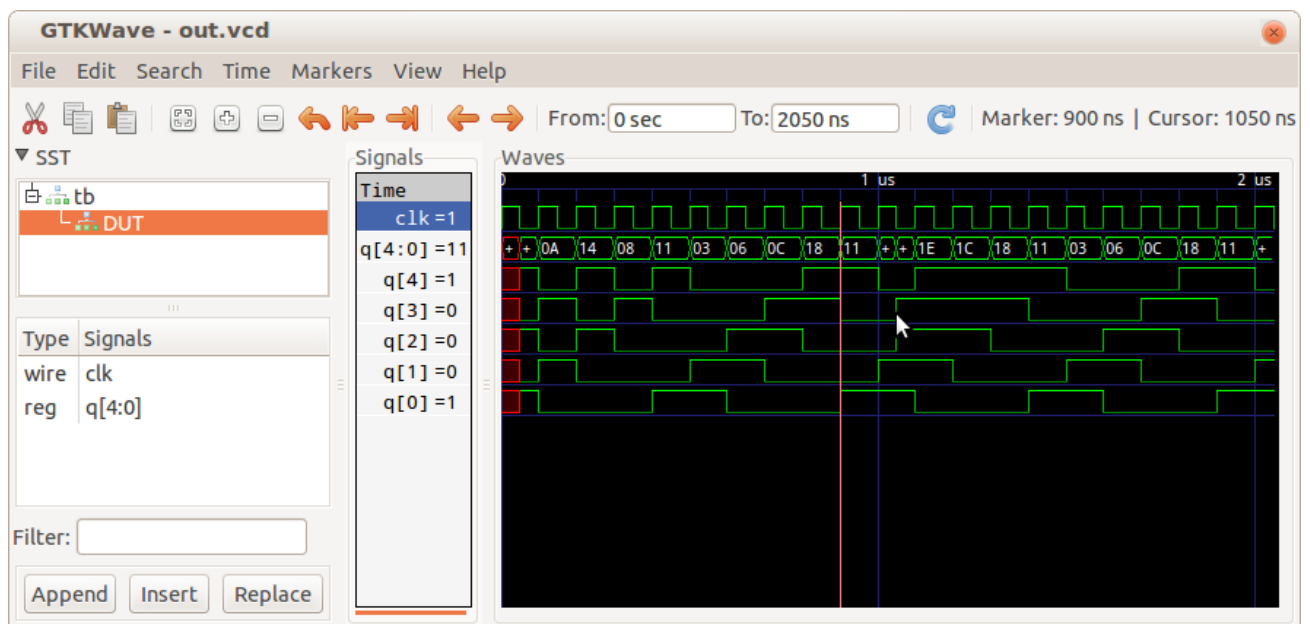 GTKWave - out.vcd
File Edit Search Time Markers View Help
From: 0 sec To: 2050 ns Marker: 900 ns | Cursor: 1050 ns
SST
tb
DUT
Type Signals
wire clk
reg q[4:0]
Filter:
Append Insert Replace
Signals
Time
clk =1
q[4:0] =11
q[4] =1
q[3] =0
q[2] =0
q[1] =0
q[0] =1
Waves
0 1 us 2 us
+ + 0A 14 08 11 03 06 0C 18 11 + + 1E 1C 18 11 03 06 0C 18 11 +